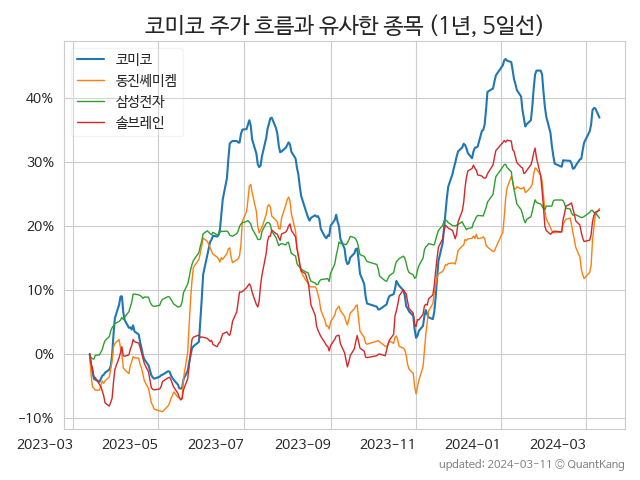 코미코 주가 흐름과 유사한 종목 (1년, 5일선)
코미코
동진쎄미켐
삼성전자
솔브레인
40%
30%
20%
10%
0%
−10%
2023-03 2023-05 2023-07 2023-09 2023-11 2024-01 2024-03
updated: 2024-03-11 © QuantKang